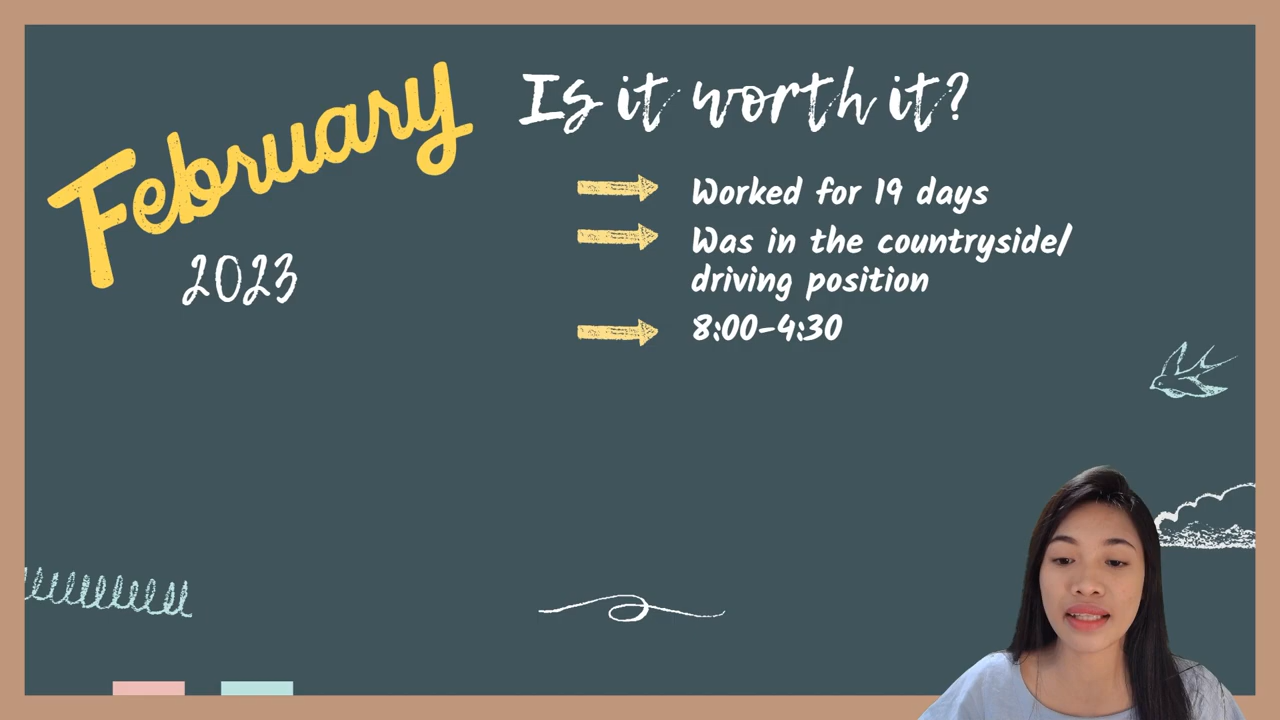 February
2023
Is it worth it?
Worked for 19 days
Was in the countryside/
driving position
8:00-4:30